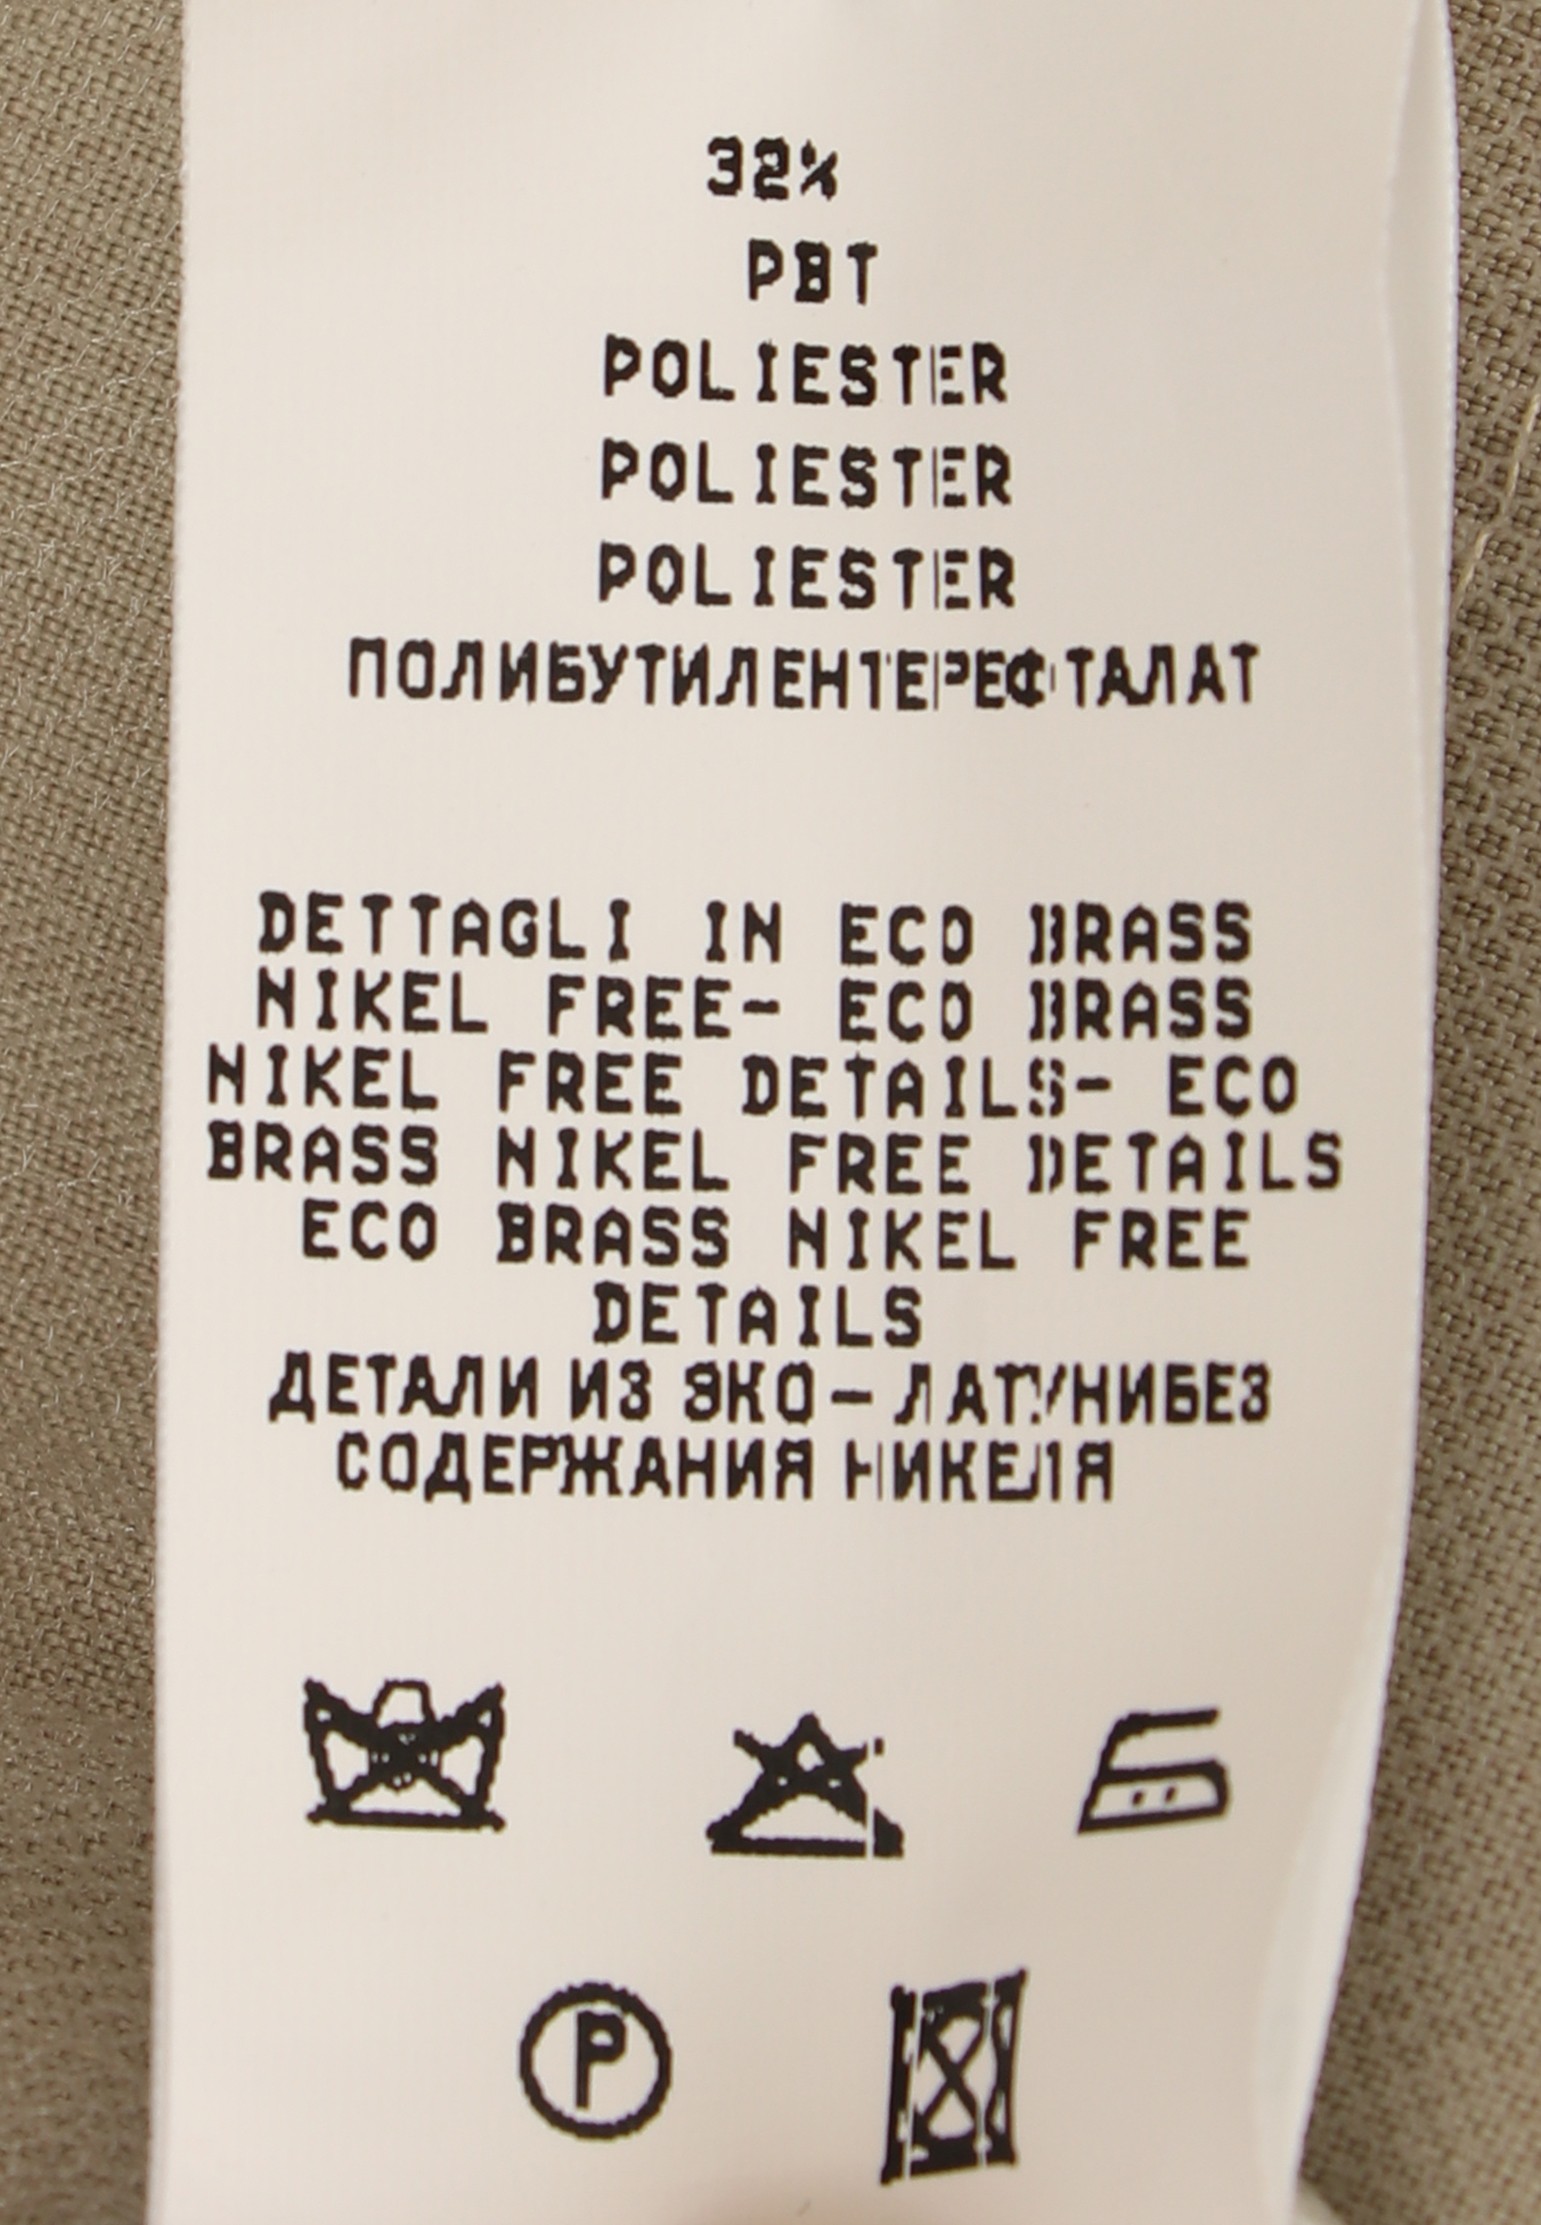 32%
PBT
POLIESTER
POLIESTER
POLIESTER
ПОЛИБУТИЛЕНТЕРЕФТАЛАТ
DETTAGLI IN ECO BRASS
NIKEL FREE- ECO BRASS
NIKEL FREE DETAILS- ECO
BRASS NIKEL FREE DETAILS
ECO BRASS NIKEL FREE
DETAILS
ДЕТАЛИ ИЗ ЭКО-ЛАТУНИБЕЗ
СОДЕРЖАНИЯ НИКЕЛЯ
P